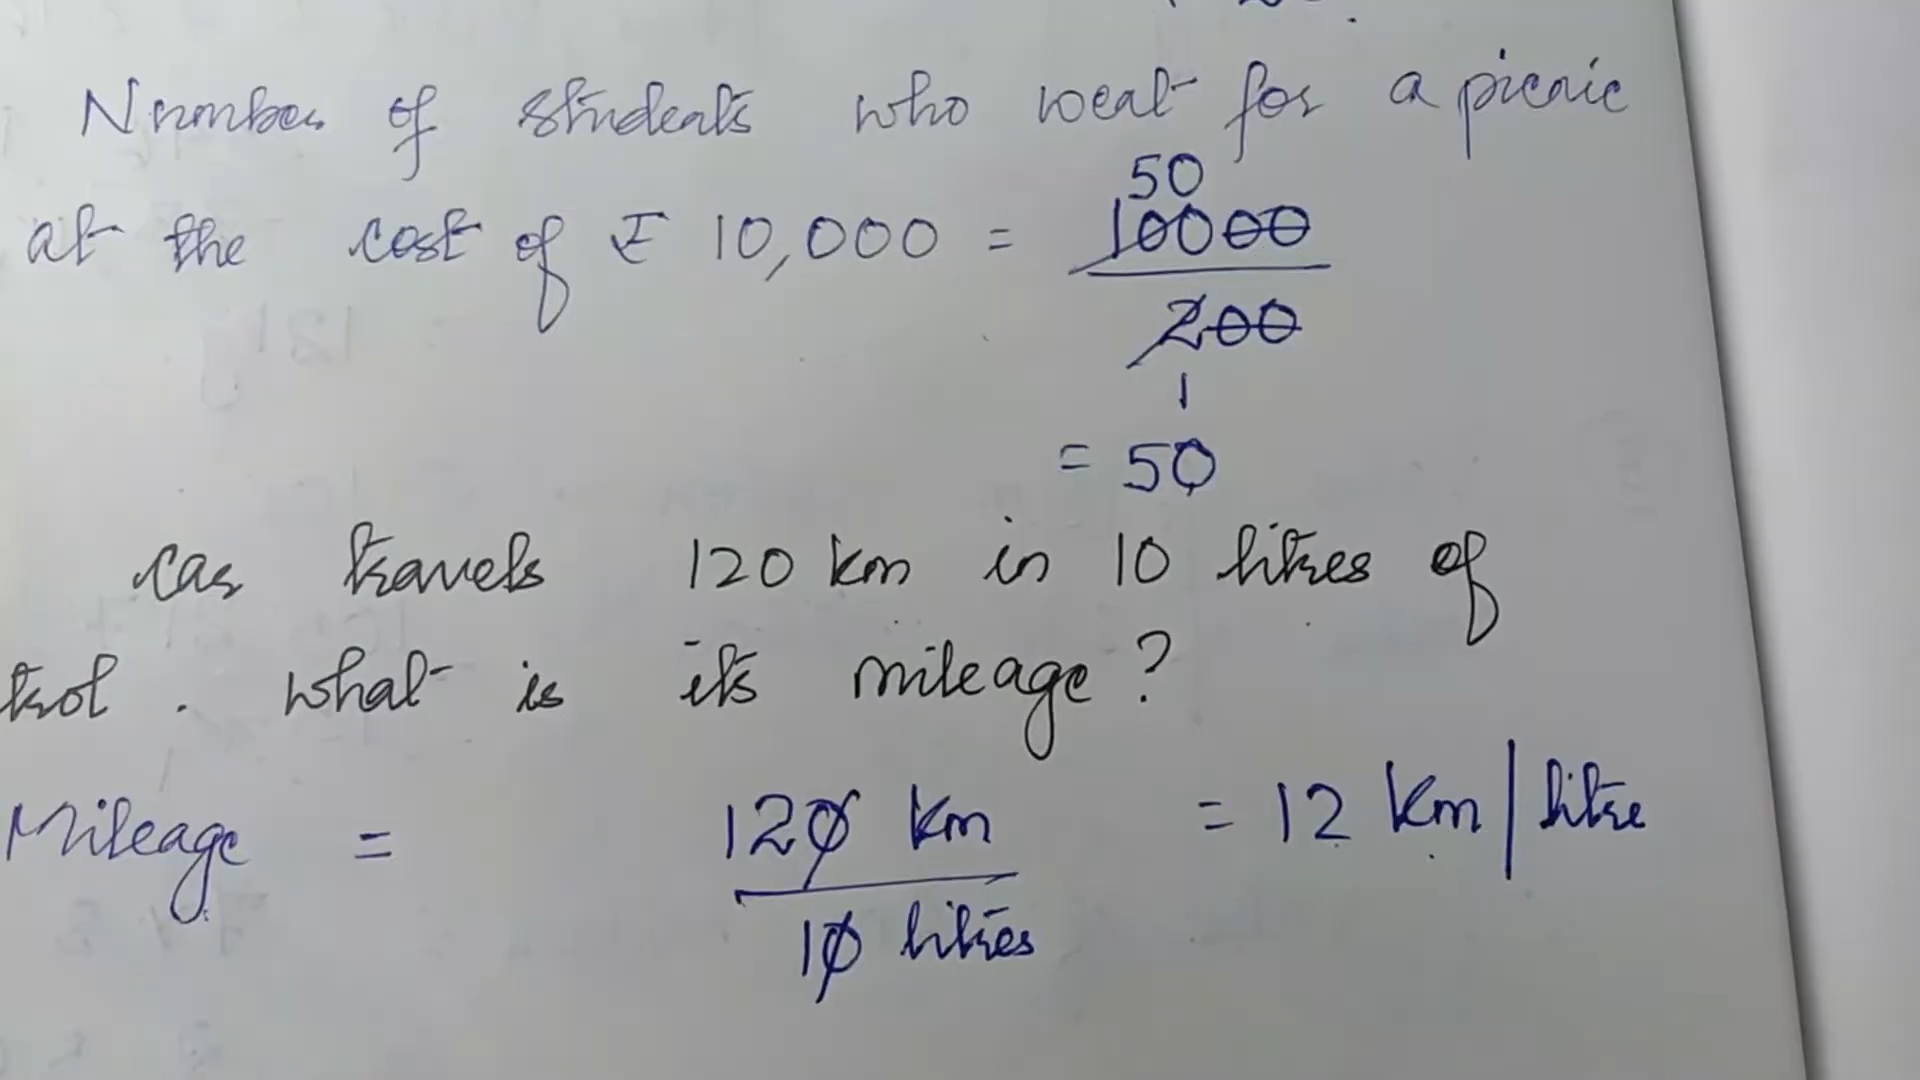 Number of students who went for a picnic
at the cost of ₹ 10,000 = 10000/200
50
1
= 50
car travels 120 km in 10 litres of
trol. what is its mileage?
Mileage = 120 km/10 litres = 12 km/litre